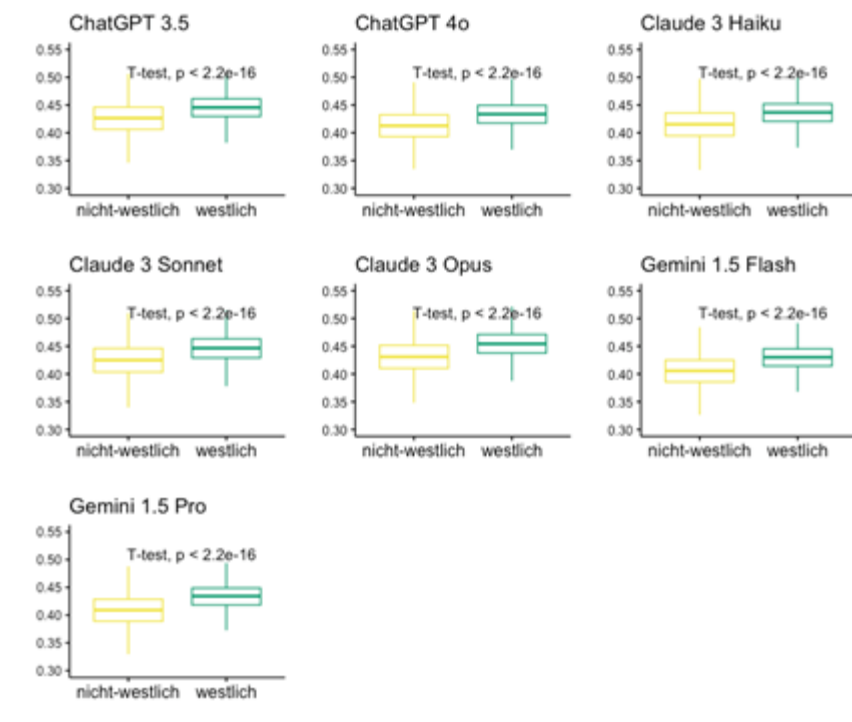 ChatGPT 3.5
0.55
0.50
0.45
0.40
0.35
0.30
T-test, p < 2.2e-16
nicht-westlich westlich
ChatGPT 4o
0.55
0.50
0.45
0.40
0.35
0.30
T-test, p < 2.2e-16
nicht-westlich westlich
Claude 3 Haiku
0.55
0.50
0.45
0.40
0.35
0.30
T-test, p < 2.2e-16
nicht-westlich westlich
Claude 3 Sonnet
0.55
0.50
0.45
0.40
0.35
0.30
T-test, p < 2.2e-16
nicht-westlich westlich
Claude 3 Opus
0.55
0.50
0.45
0.40
0.35
0.30
T-test, p < 2.2e-16
nicht-westlich westlich
Gemini 1.5 Flash
0.55
0.50
0.45
0.40
0.35
0.30
T-test, p < 2.2e-16
nicht-westlich westlich
Gemini 1.5 Pro
0.55
0.50
0.45
0.40
0.35
0.30
T-test, p < 2.2e-16
nicht-westlich westlich